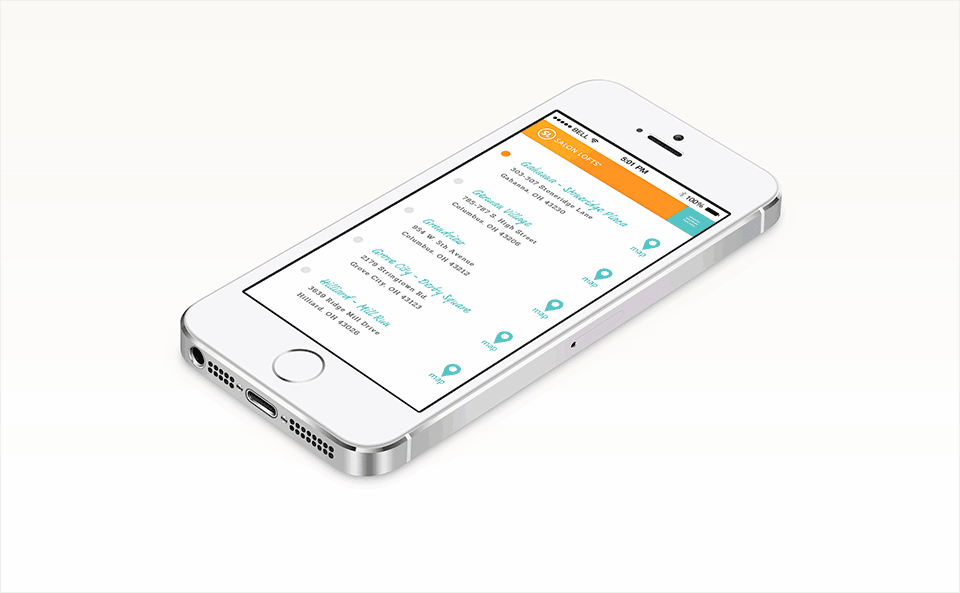 BELL
5:01 PM
100%
SL SALON LOFTS
Gahanna - Stoneridge Plaza
303-307 Stoneridge Lane
Gahanna, OH 43230
map
German Village
765-787 S. High Street
Columbus, OH 43206
map
Grandview
954 W 5th Avenue
Columbus, OH 43212
map
Grove City - Derby Square
2179 Stringtown Rd.
Grove City, OH 43123
map
Hilliard - Mill Run
3639 Ridge Mill Drive
Hilliard, OH 43026
map